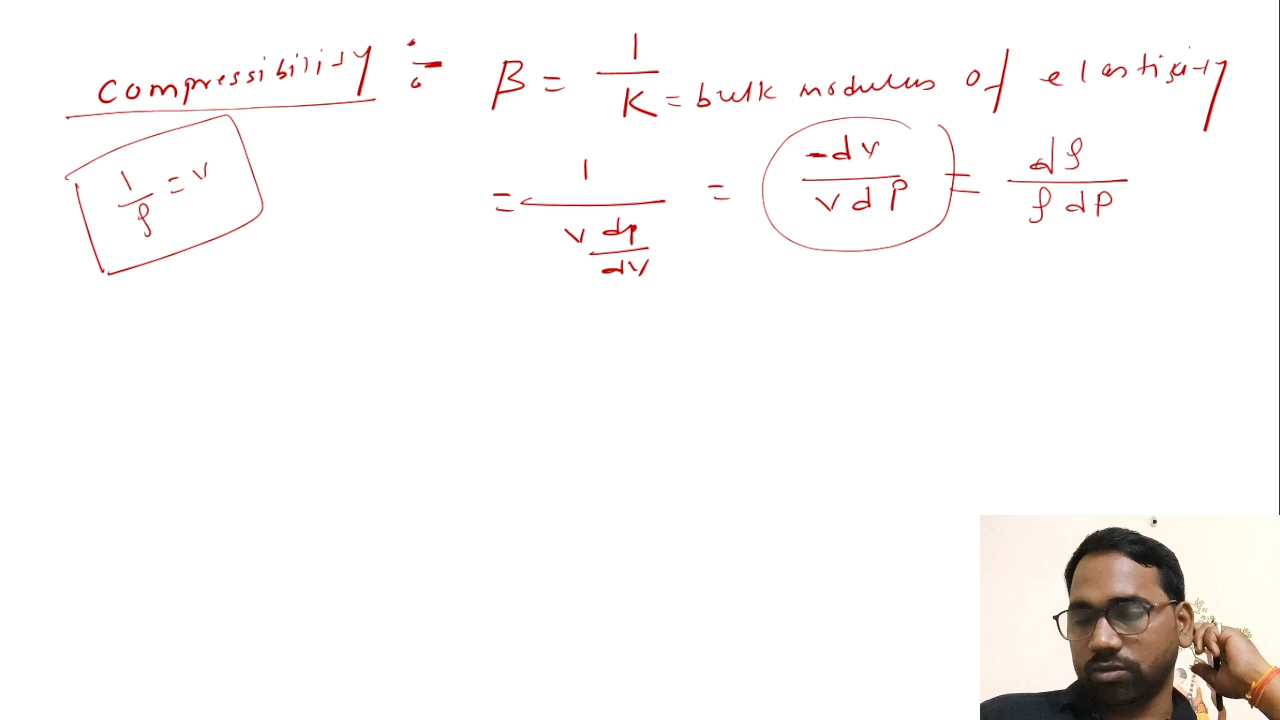 compressibility :- β = 1/K = bulk modulus of elasticity
1/ρ = v
= 1/(v dp/dv) = -dv/(v dP) = dρ/(ρ dP)